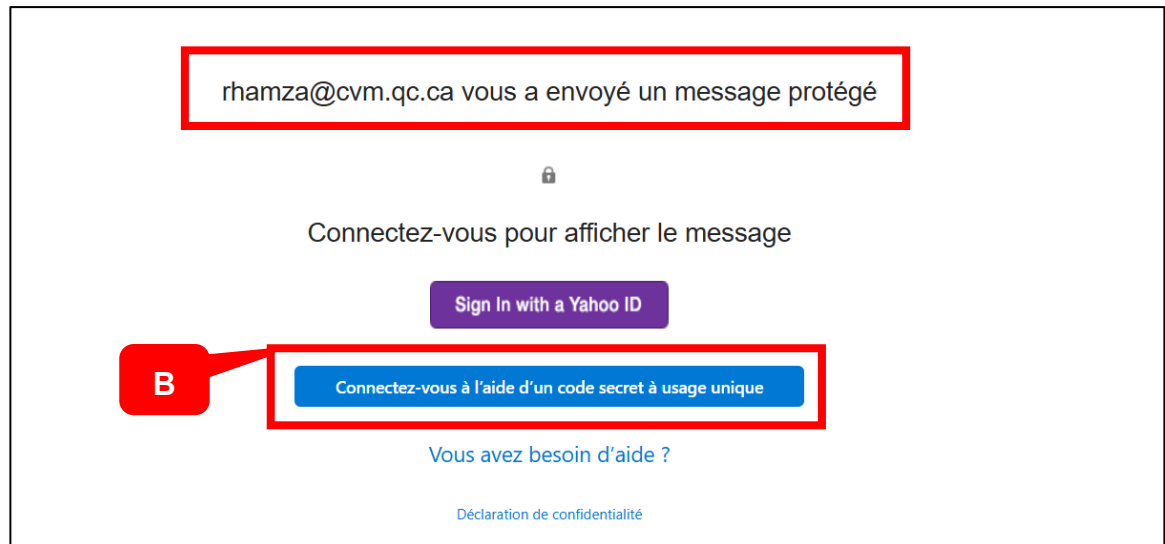 rhamza@cvm.qc.ca vous a envoyé un message protégé
Connectez-vous pour afficher le message
Sign In with a Yahoo ID
B
Connectez-vous à l'aide d'un code secret à usage unique
Vous avez besoin d'aide ?
Déclaration de confidentialité